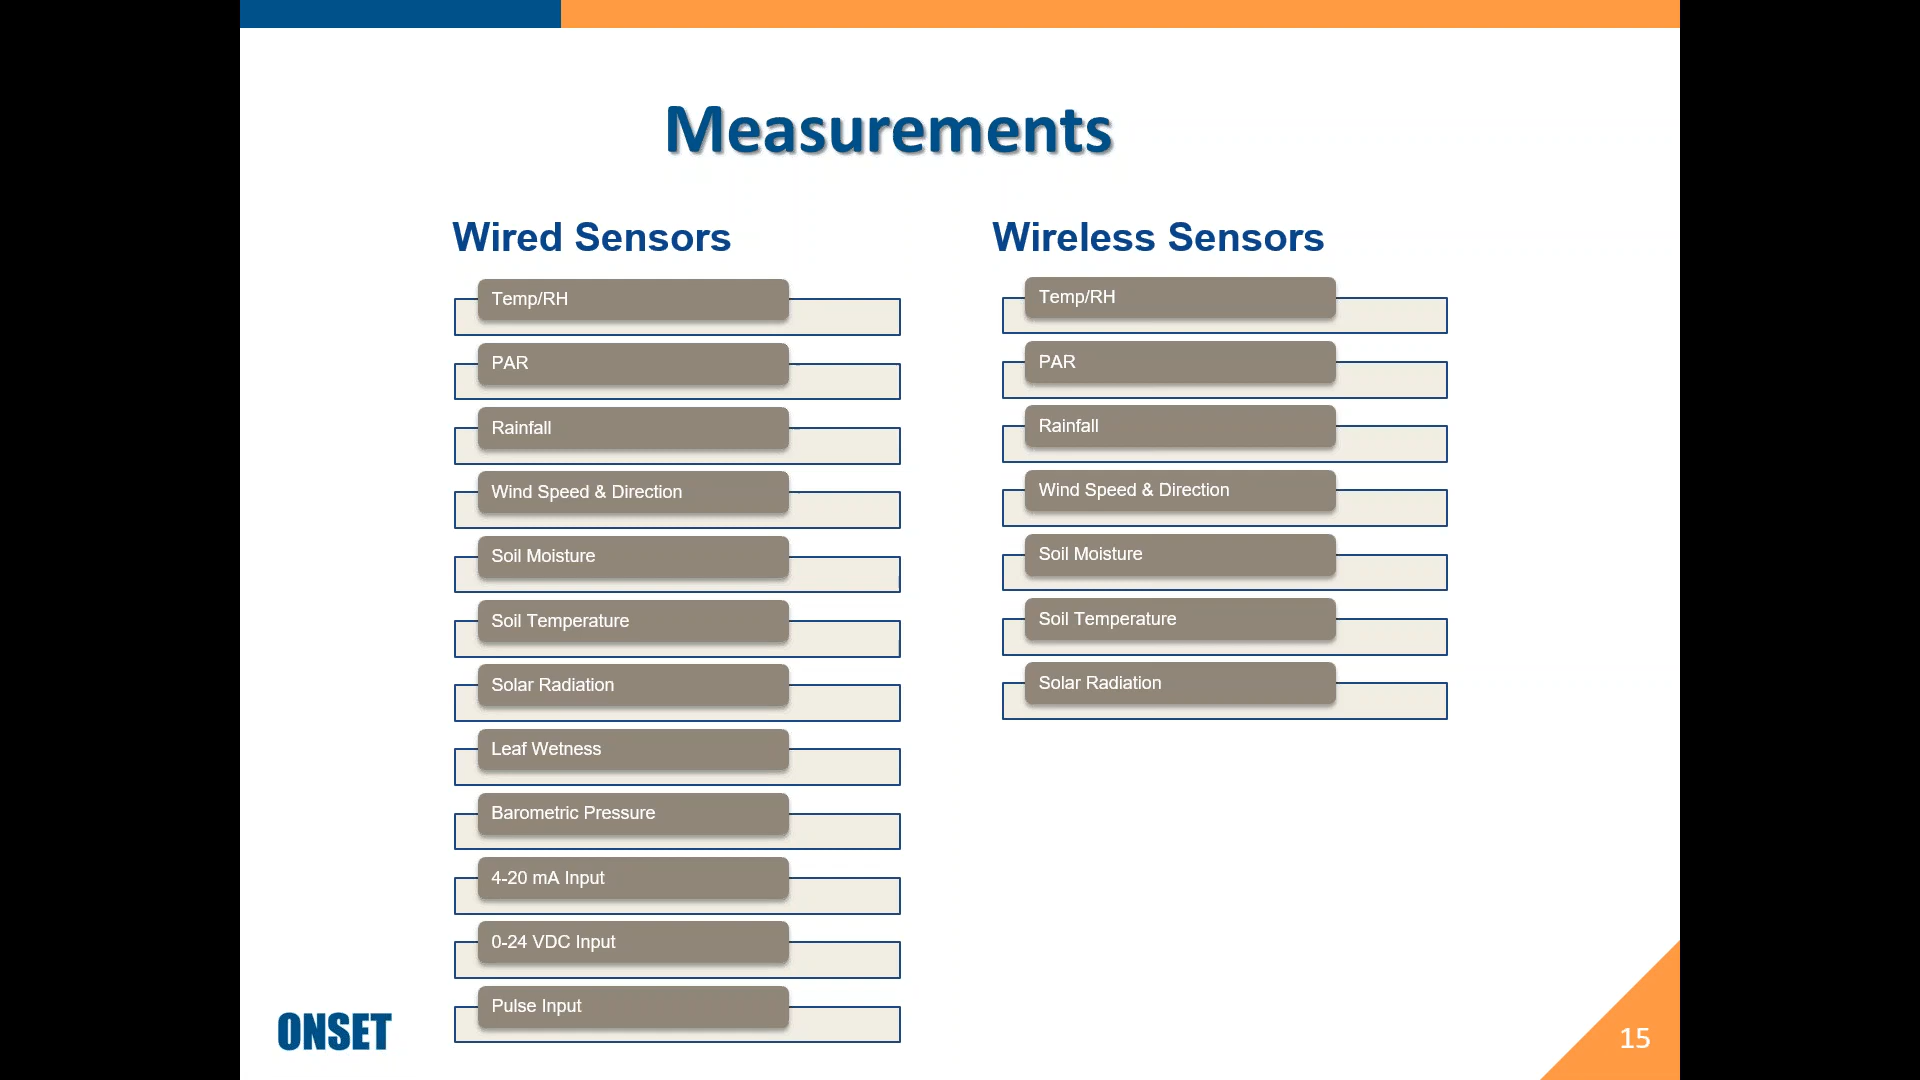 Measurements
Wired Sensors
Temp/RH
PAR
Rainfall
Wind Speed & Direction
Soil Moisture
Soil Temperature
Solar Radiation
Leaf Wetness
Barometric Pressure
4-20 mA Input
0-24 VDC Input
Pulse Input
Wireless Sensors
Temp/RH
PAR
Rainfall
Wind Speed & Direction
Soil Moisture
Soil Temperature
Solar Radiation
ONSET
15